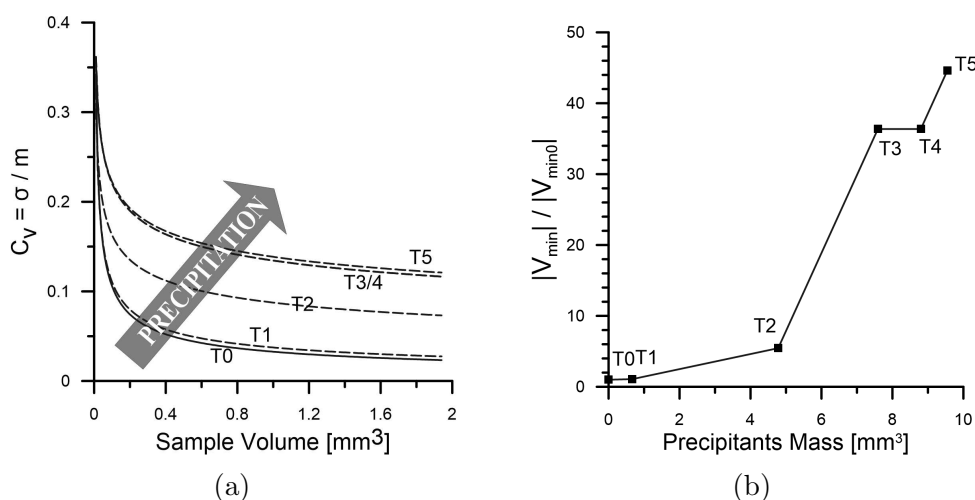 0.4
0.3
0.2
0.1
0
C_v = σ / m
PRECIPITATION
T5
T3/4
T2
T1
T0
0 0.4 0.8 1.2 1.6 2
Sample Volume [mm³]
(a)
50
40
30
20
10
0
|V_min| / |V_min0|
T5
T3 T4
T2
T0 T1
0 2 4 6 8 10
Precipitants Mass [mm³]
(b)